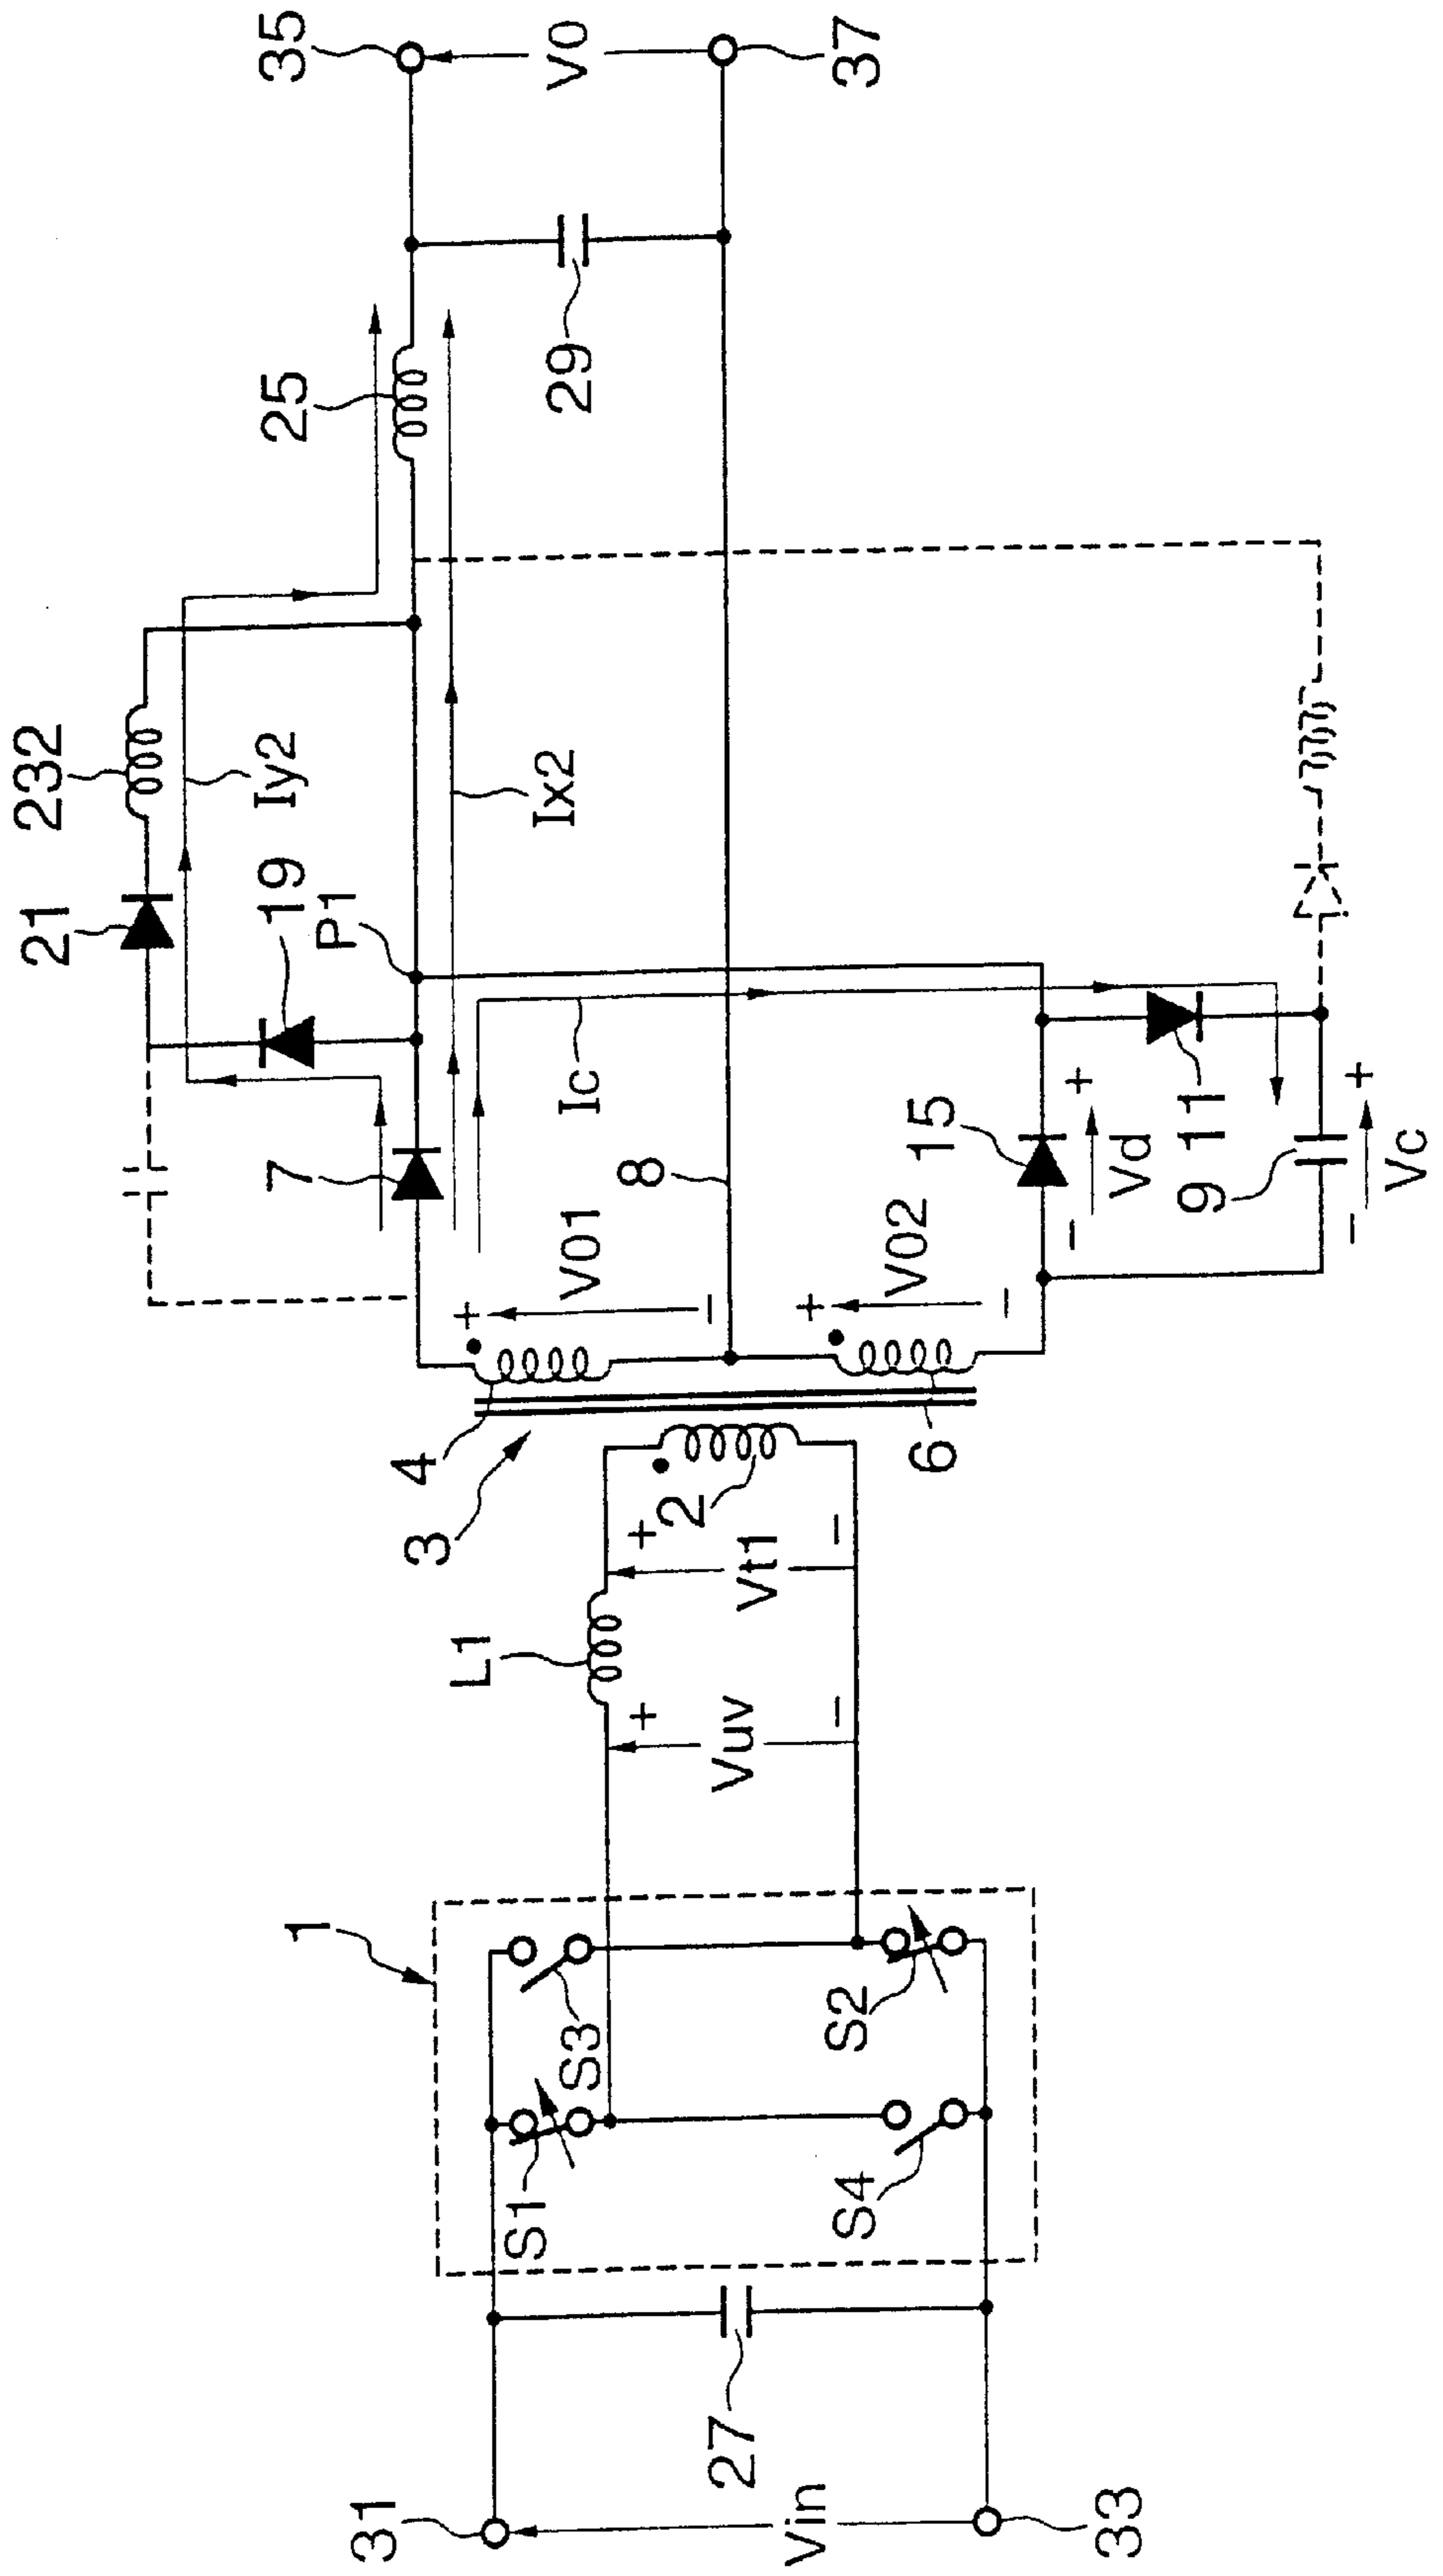 31
Vin
33
27
1
S1
S3
S4
S2
L1
Vuv
+
−
Vt1
+
−
3
2
4
6
V01
+
−
V02
+
−
8
7
19
21
232
P1
Iy2
Ix2
Ic
15
11
9
Vd
+
−
Vc
+
−
25
29
35
V0
37